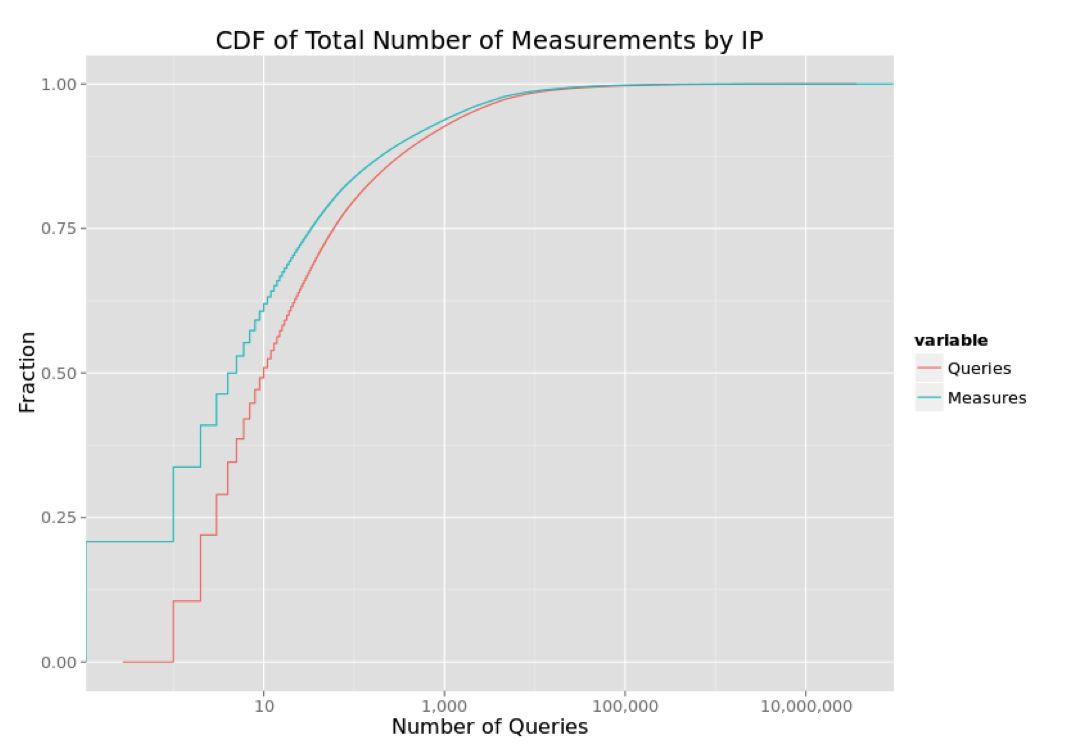 CDF of Total Number of Measurements by IP
1.00
0.75
0.50
0.25
0.00
Fraction
10
1,000
100,000
10,000,000
Number of Queries
variable
Queries
Measures